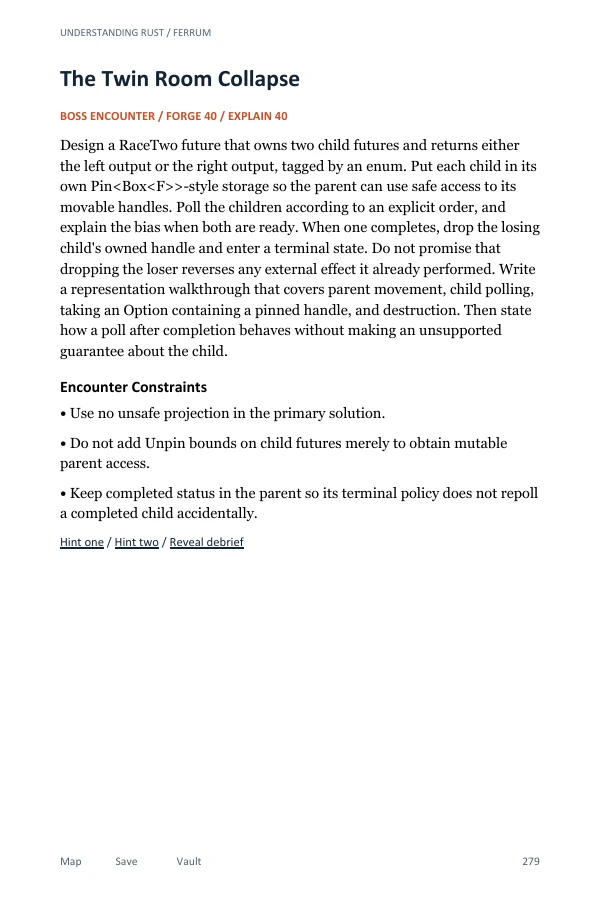 UNDERSTANDING RUST / FERRUM
The Twin Room Collapse
BOSS ENCOUNTER / FORGE 40 / EXPLAIN 40
Design a RaceTwo future that owns two child futures and returns either
the left output or the right output, tagged by an enum. Put each child in its
own Pin<Box<F>>-style storage so the parent can use safe access to its
movable handles. Poll the children according to an explicit order, and
explain the bias when both are ready. When one completes, drop the losing
child's owned handle and enter a terminal state. Do not promise that
dropping the loser reverses any external effect it already performed. Write
a representation walkthrough that covers parent movement, child polling,
taking an Option containing a pinned handle, and destruction. Then state
how a poll after completion behaves without making an unsupported
guarantee about the child.
Encounter Constraints
• Use no unsafe projection in the primary solution.
• Do not add Unpin bounds on child futures merely to obtain mutable
parent access.
• Keep completed status in the parent so its terminal policy does not repoll
a completed child accidentally.
Hint one / Hint two / Reveal debrief
Map Save Vault 279